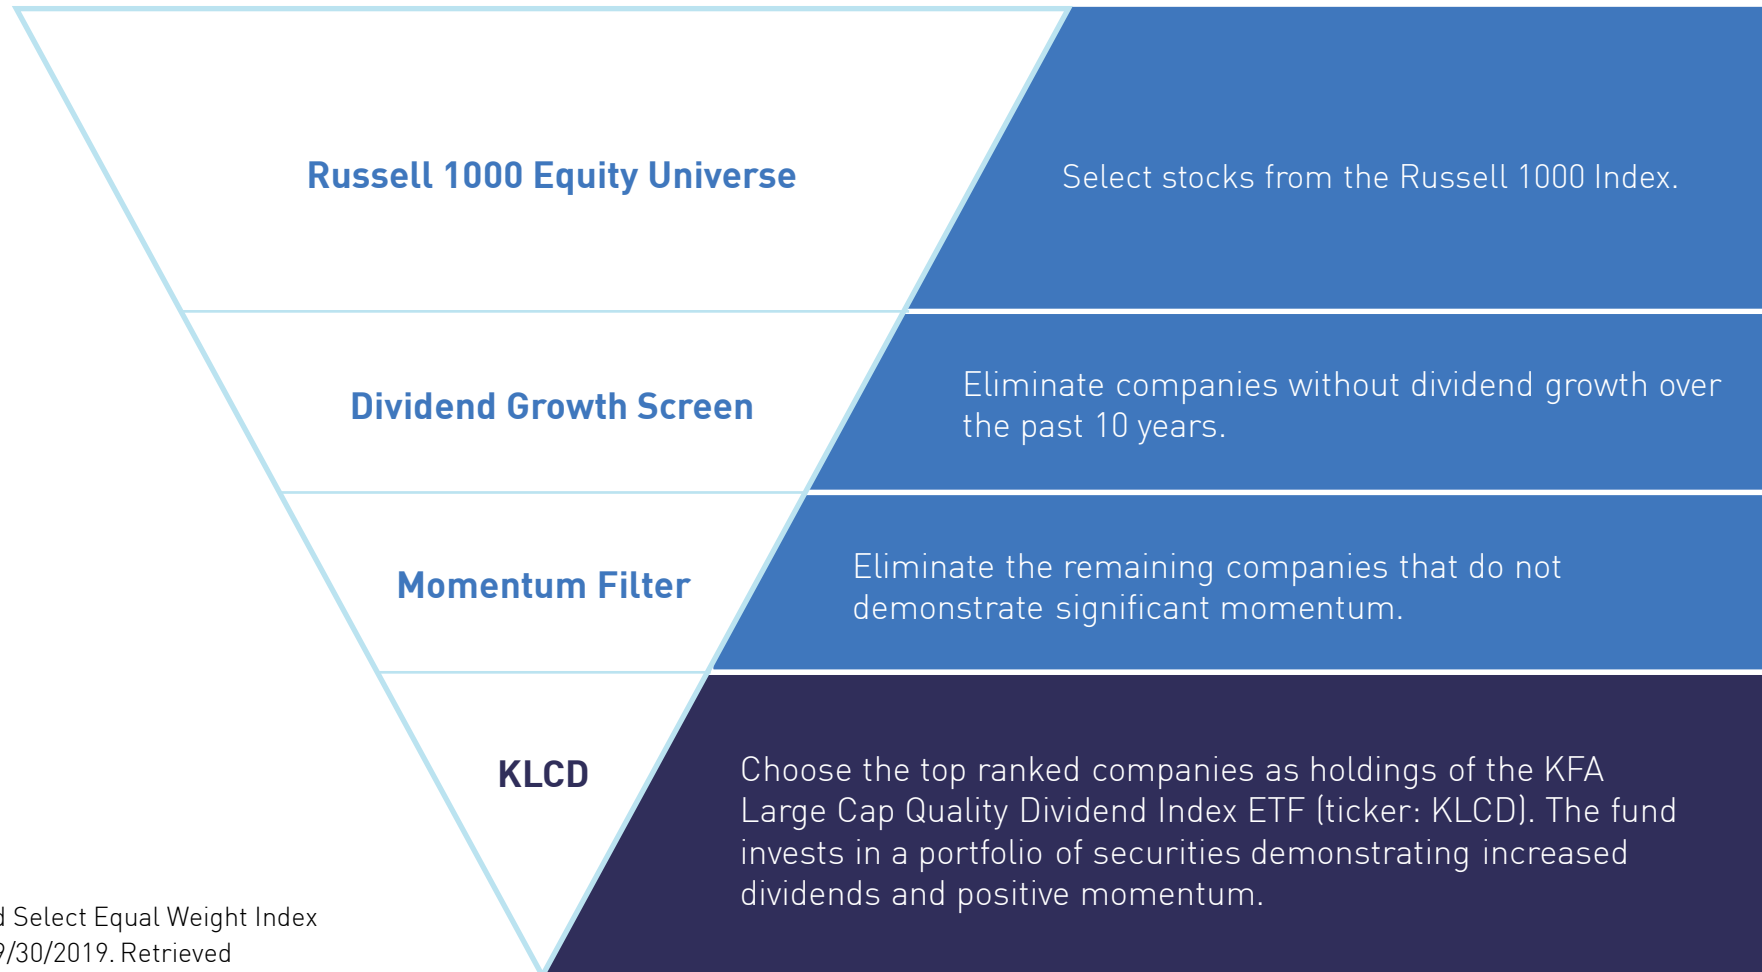 Russell 1000 Equity Universe
Select stocks from the Russell 1000 Index.
Dividend Growth Screen
Eliminate companies without dividend growth over
the past 10 years.
Momentum Filter
Eliminate the remaining companies that do not
demonstrate significant momentum.
KLCD
Choose the top ranked companies as holdings of the KFA
Large Cap Quality Dividend Index ETF (ticker: KLCD). The fund
invests in a portfolio of securities demonstrating increased
dividends and positive momentum.
Select Equal Weight Index
9/30/2019. Retrieved